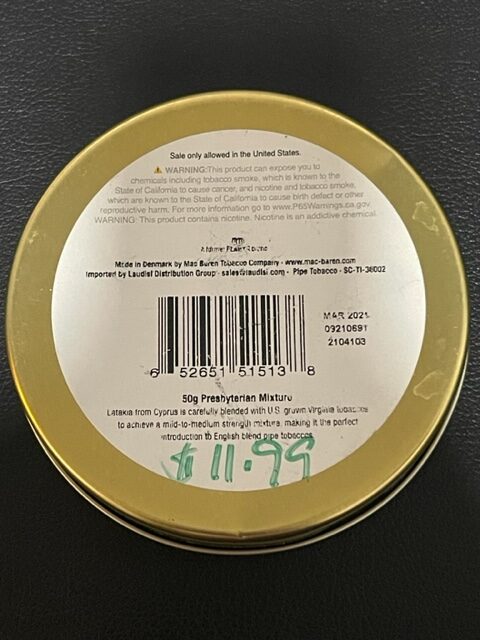 Sale only allowed in the United States.
⚠ WARNING: This product can expose you to
chemicals including tobacco smoke, which is known to the
State of California to cause cancer, and nicotine and tobacco smoke,
which are known to the State of California to cause birth defect or other
reproductive harm. For more information go to www.P65Warnings.ca.gov
WARNING: This product contains nicotine. Nicotine is an addictive chemical.
Made in Denmark by Mac Baren Tobacco Company - www.mac-baren.com
Imported by Laudisi Distribution Group - sales@laudisi.com - Pipe Tobacco - SC-TI-38002
MAR 2021
09210691
2104103
6 52651 51513 8
50g Presbyterian Mixture
Latakia from Cyprus is carefully blended with U.S. grown Virginia tobaccos
to achieve a mild-to-medium strength mixture, making it the perfect
introduction to English blend pipe tobaccos
$11.99